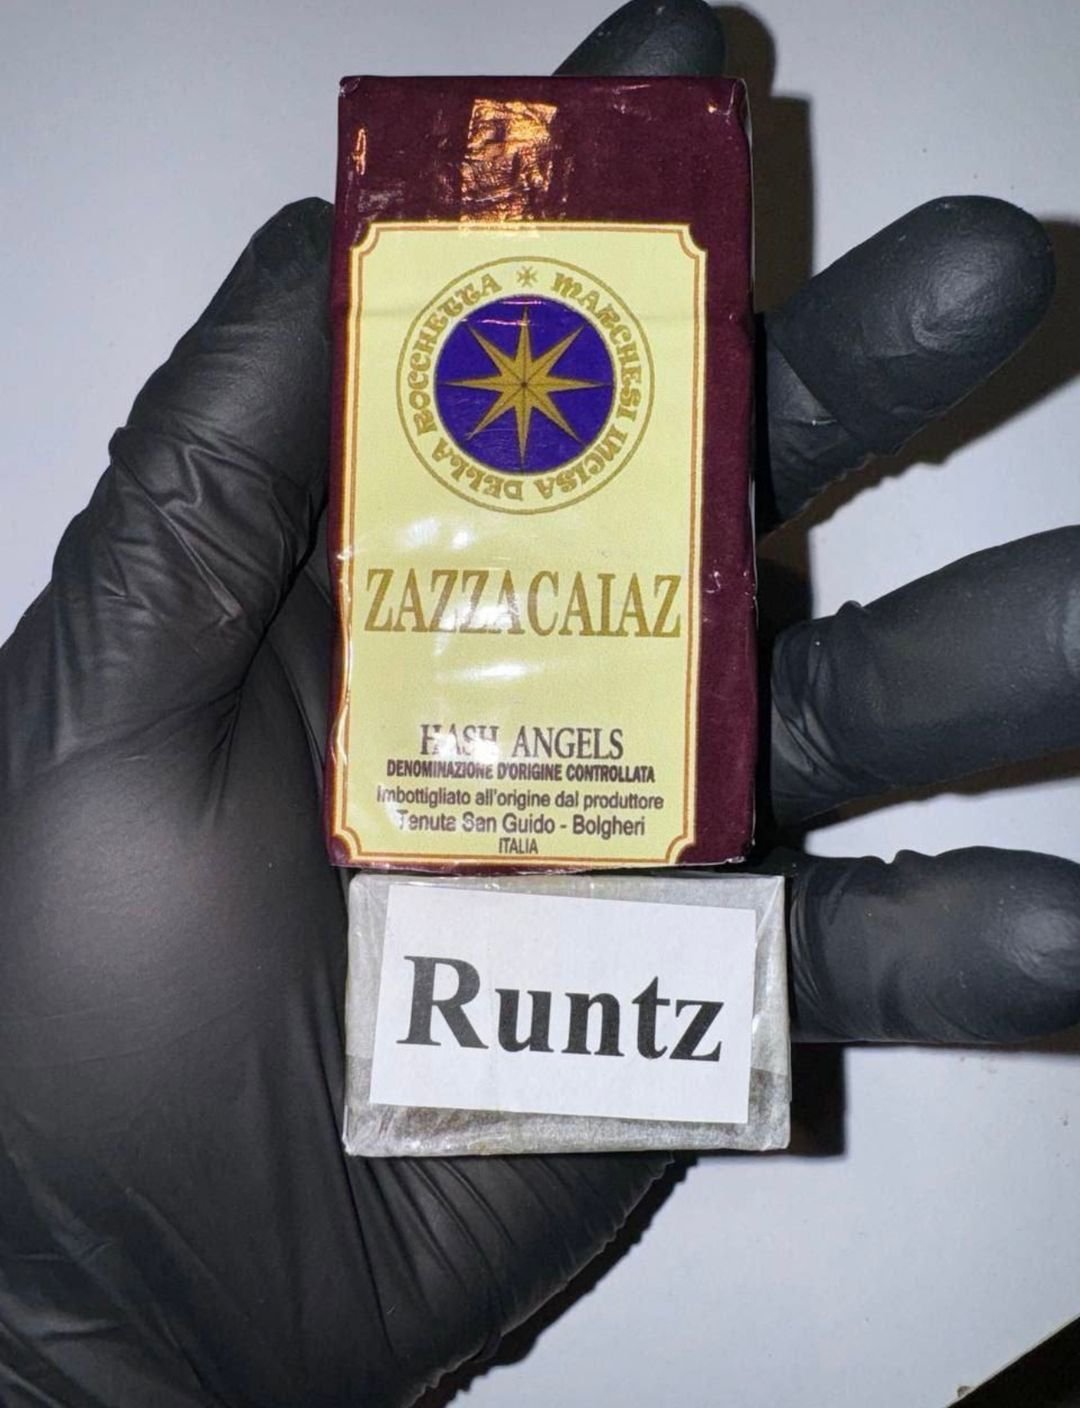 MARCHESI INCISA DELLA ROCCHETTA
ZAZZACAIAZ
HASH ANGELS
DENOMINAZIONE D'ORIGINE CONTROLLATA
Imbottigliato all'origine dal produttore
Tenuta San Guido - Bolgheri
ITALIA
Runtz